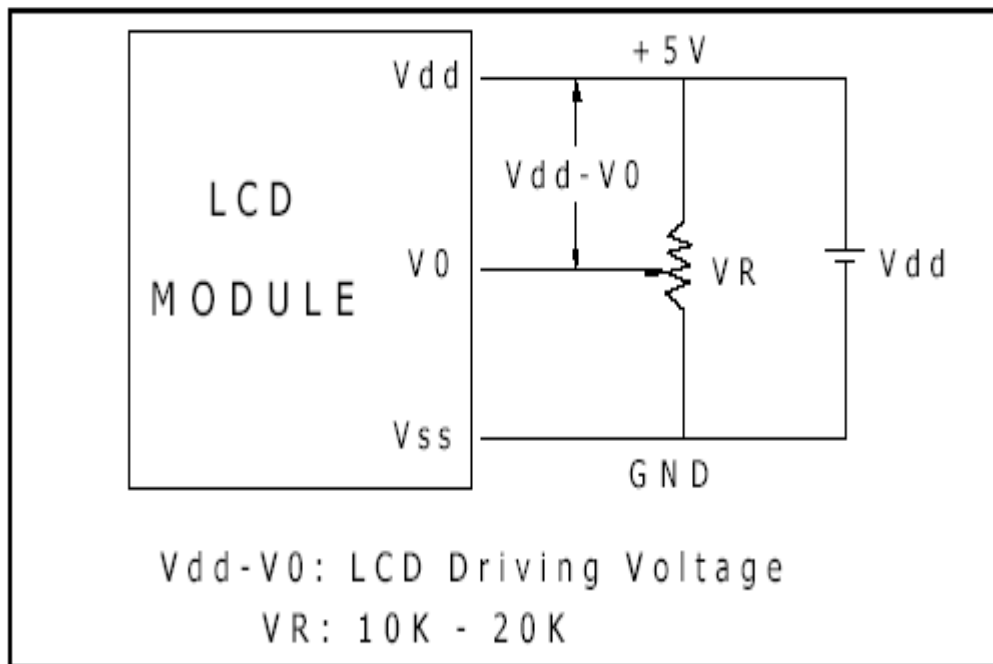 +5V
Vdd
Vdd-V0
LCD
V0
VR
Vdd
MODULE
Vss
GND
Vdd-V0: LCD Driving Voltage
VR: 10K - 20K